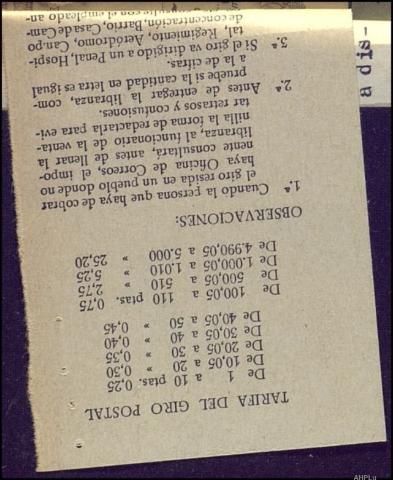 TARIFA DEL GIRO POSTAL
De 1 a 10 ptas. 0,25
De 10,05 a 20 » 0,30
De 20,05 a 30 » 0,35
De 30,05 a 40 » 0,40
De 40,05 a 50 » 0,45
De 100,05 a 110 ptas. 0,75
De 500,05 a 510 » 2,75
De 1.000,05 a 1.010 » 5,25
De 4.990,05 a 5.000 » 25,20
OBSERVACIONES:
1.ª Cuando la persona que haya de cobrar
el giro resida en un pueblo donde no
haya Oficina de Correos, el impo-
nente consultará, antes de llenar la
libranza, al funcionario de la venta-
nilla la forma de redactarla para evi-
tar retrasos y confusiones.
2.ª Antes de entregar la libranza, com-
pruebe si la cantidad en letra es igual
a la de cifras.
3.ª Si el giro va dirigido a un Penal, Hospi-
tal, Regimiento, Aeródromo, Campo
de concentración, Barrio, Casa de Cam-
a dis-
AHPLu